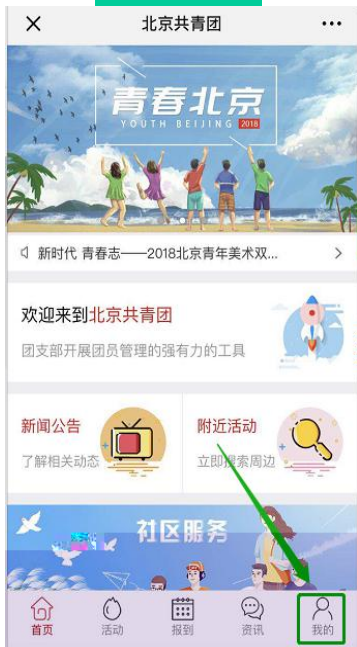 北京共青团
青春北京
YOUTH BEIJING 2018
新时代 青春志——2018北京青年美术双...
欢迎来到北京共青团
团支部开展团员管理的强有力的工具
新闻公告
了解相关动态
附近活动
立即搜索周边
社区服务
首页
活动
报到
资讯
我的